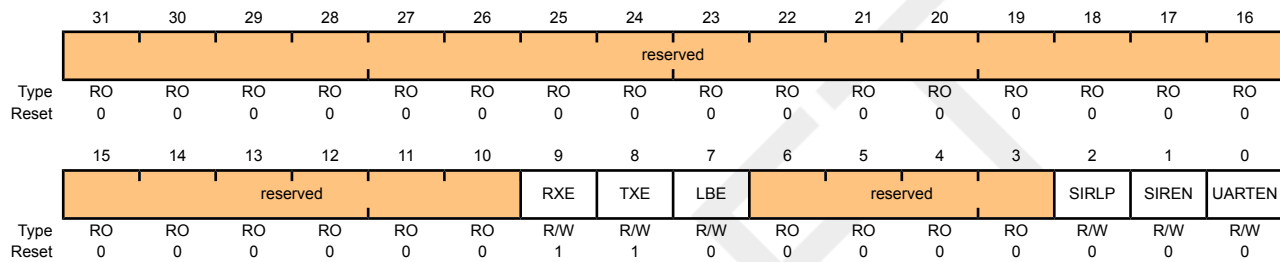 31 30 29 28 27 26 25 24 23 22 21 20 19 18 17 16
reserved
Type RO RO RO RO RO RO RO RO RO RO RO RO RO RO RO RO
Reset 0 0 0 0 0 0 0 0 0 0 0 0 0 0 0 0
15 14 13 12 11 10 9 8 7 6 5 4 3 2 1 0
reserved RXE TXE LBE reserved SIRLP SIREN UARTEN
Type RO RO RO RO RO RO R/W R/W R/W RO RO RO RO R/W R/W R/W
Reset 0 0 0 0 0 0 1 1 0 0 0 0 0 0 0 0